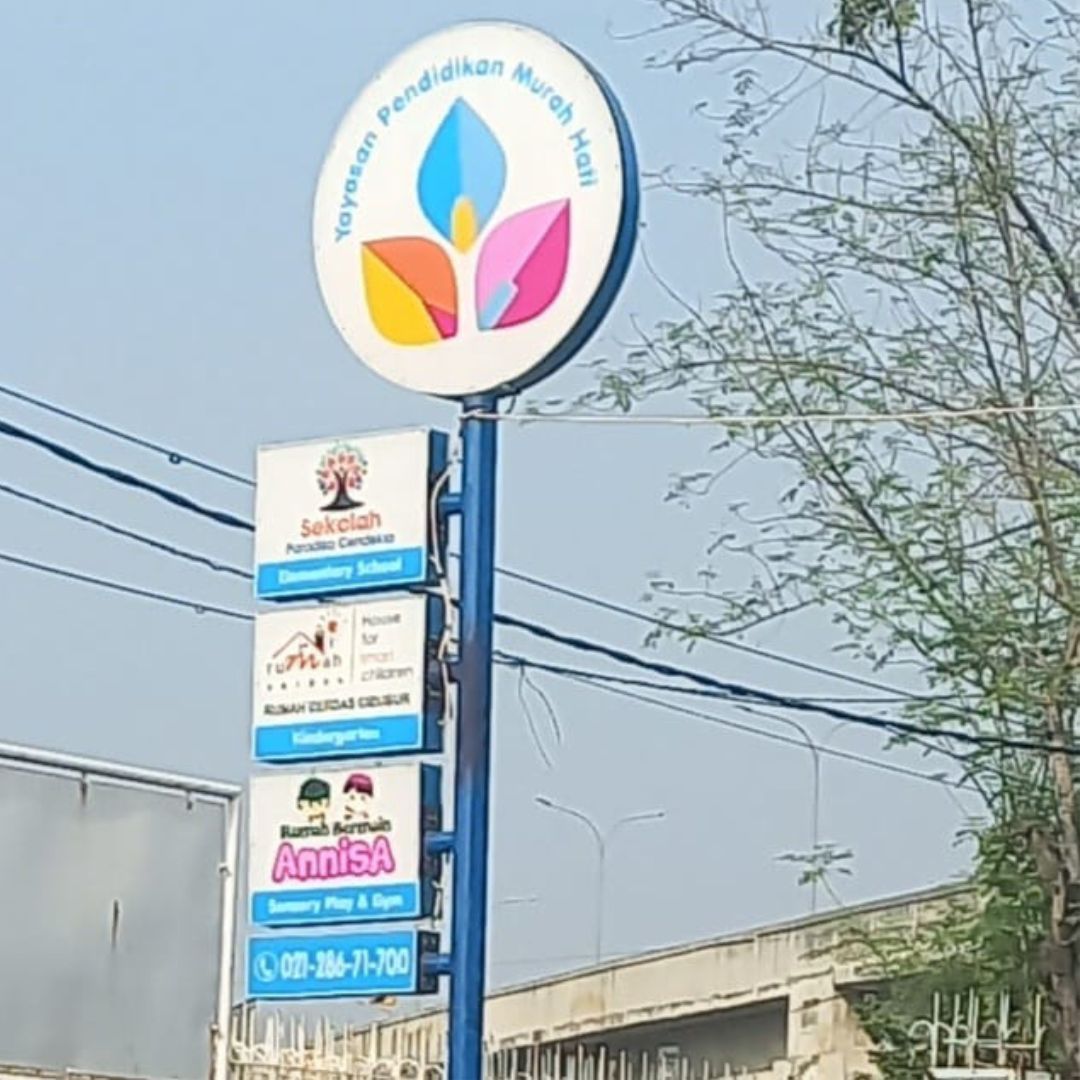 Yayasan Pendidikan Murah Hati
Sekolah
Paradisa Cendekia
Elementary School
rumah
House
for
smart
children
RUMAH CERDAS CIBUBUR
Kindergarten
Rumah Bermain
AnnisA
Sensory Play & Gym
021-286-71-700